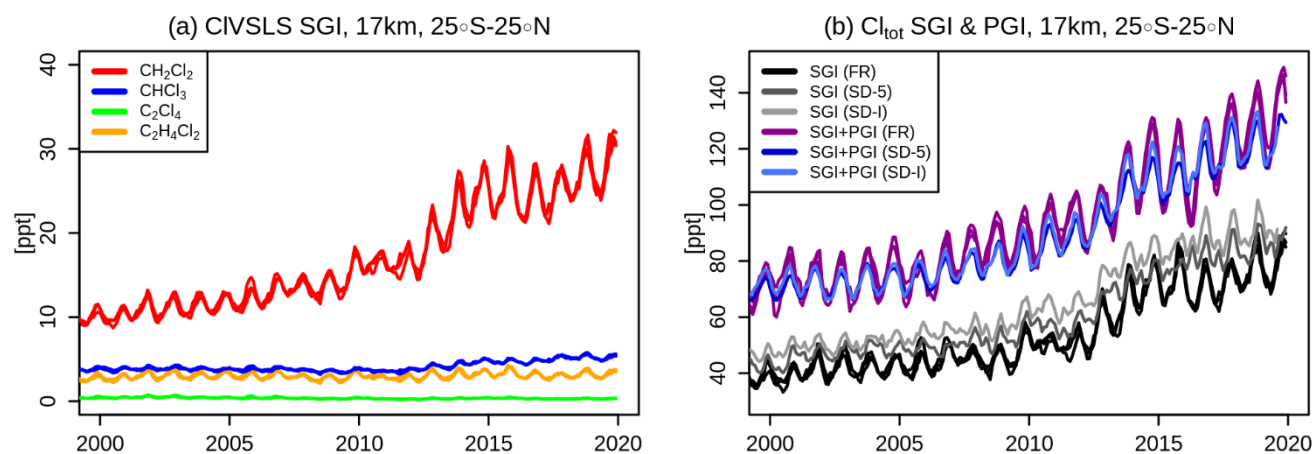 (a) ClVSLS SGI, 17km, 25◦S-25◦N
[ppt]
40
30
20
10
0
CH₂Cl₂
CHCl₃
C₂Cl₄
C₂H₄Cl₂
2000 2005 2010 2015 2020
(b) Cl_tot SGI & PGI, 17km, 25◦S-25◦N
[ppt]
140
120
100
80
60
40
SGI (FR)
SGI (SD-5)
SGI (SD-I)
SGI+PGI (FR)
SGI+PGI (SD-5)
SGI+PGI (SD-I)
2000 2005 2010 2015 2020